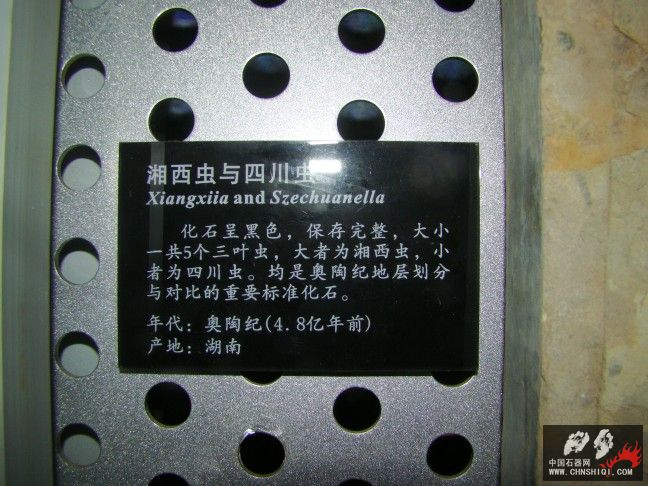 湘西虫与四川虫
Xiangxiia and Szechuanella
化石呈黑色，保存完整，大小
一共5个三叶虫，大者为湘西虫，小
者为四川虫。均是奥陶纪地层划分
与对比的重要标准化石。
年代：奥陶纪(4.8亿年前)
产地：湖南
中国石器网
WWW.CHNSHIQI.COM